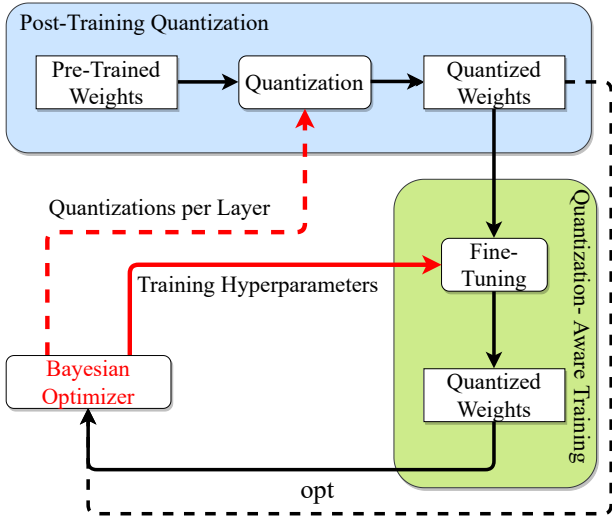 Post-Training Quantization
Pre-Trained
Weights
Quantization
Quantized
Weights
Quantizations per Layer
Training Hyperparameters
Fine-
Tuning
Quantization- Aware Training
Bayesian
Optimizer
Quantized
Weights
opt